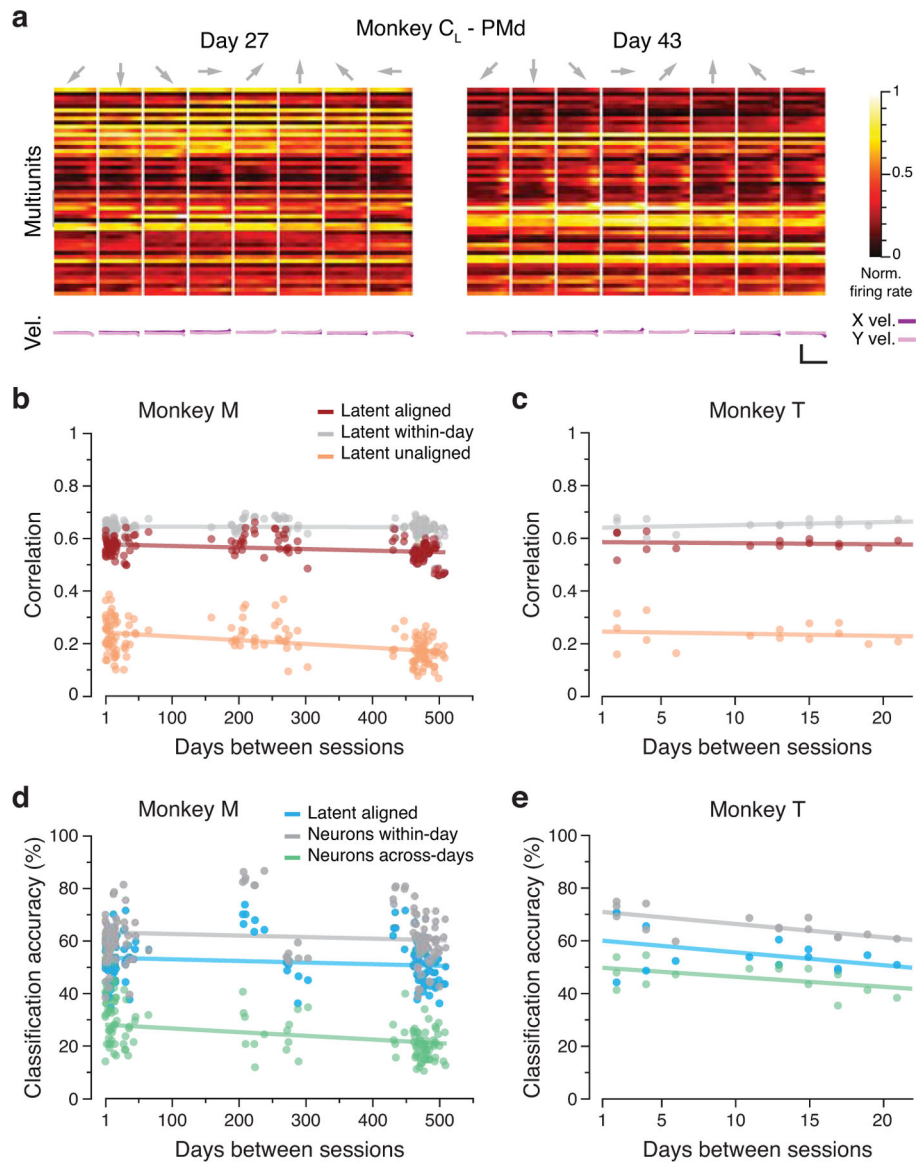 a
Monkey C_L - PMd
Day 27
Day 43
Multiunits
1
0.5
0
Norm.
firing rate
Vel.
X vel.
Y vel.
b
Monkey M
Latent aligned
Latent within-day
Latent unaligned
Correlation
1
0.8
0.6
0.4
0.2
0
1 100 200 300 400 500
Days between sessions
c
Monkey T
Correlation
1
0.8
0.6
0.4
0.2
0
1 5 10 15 20
Days between sessions
d
Monkey M
Latent aligned
Neurons within-day
Neurons across-days
Classification accuracy (%)
100
80
60
40
20
0
1 100 200 300 400 500
Days between sessions
e
Monkey T
Classification accuracy (%)
100
80
60
40
20
0
1 5 10 15 20
Days between sessions